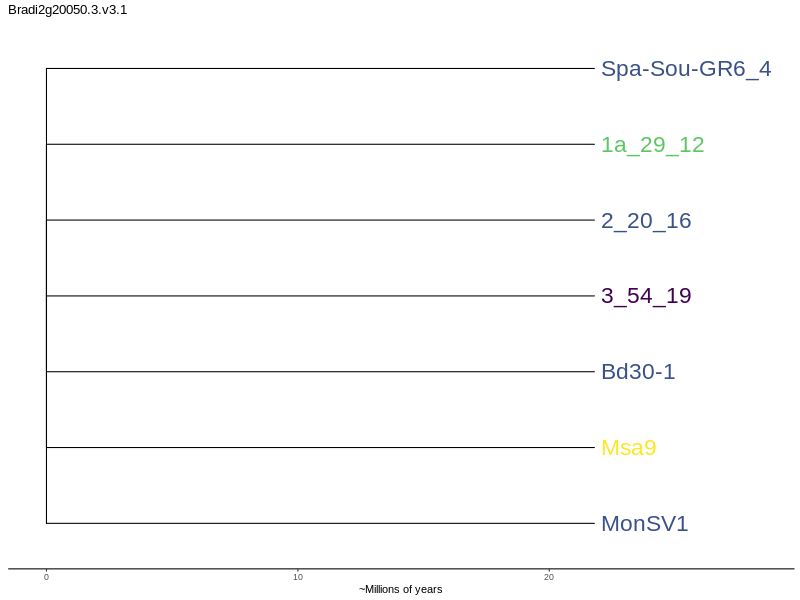 Bradi2g20050.3.v3.1
Spa-Sou-GR6_4
1a_29_12
2_20_16
3_54_19
Bd30-1
Msa9
MonSV1
0 10 20
~Millions of years